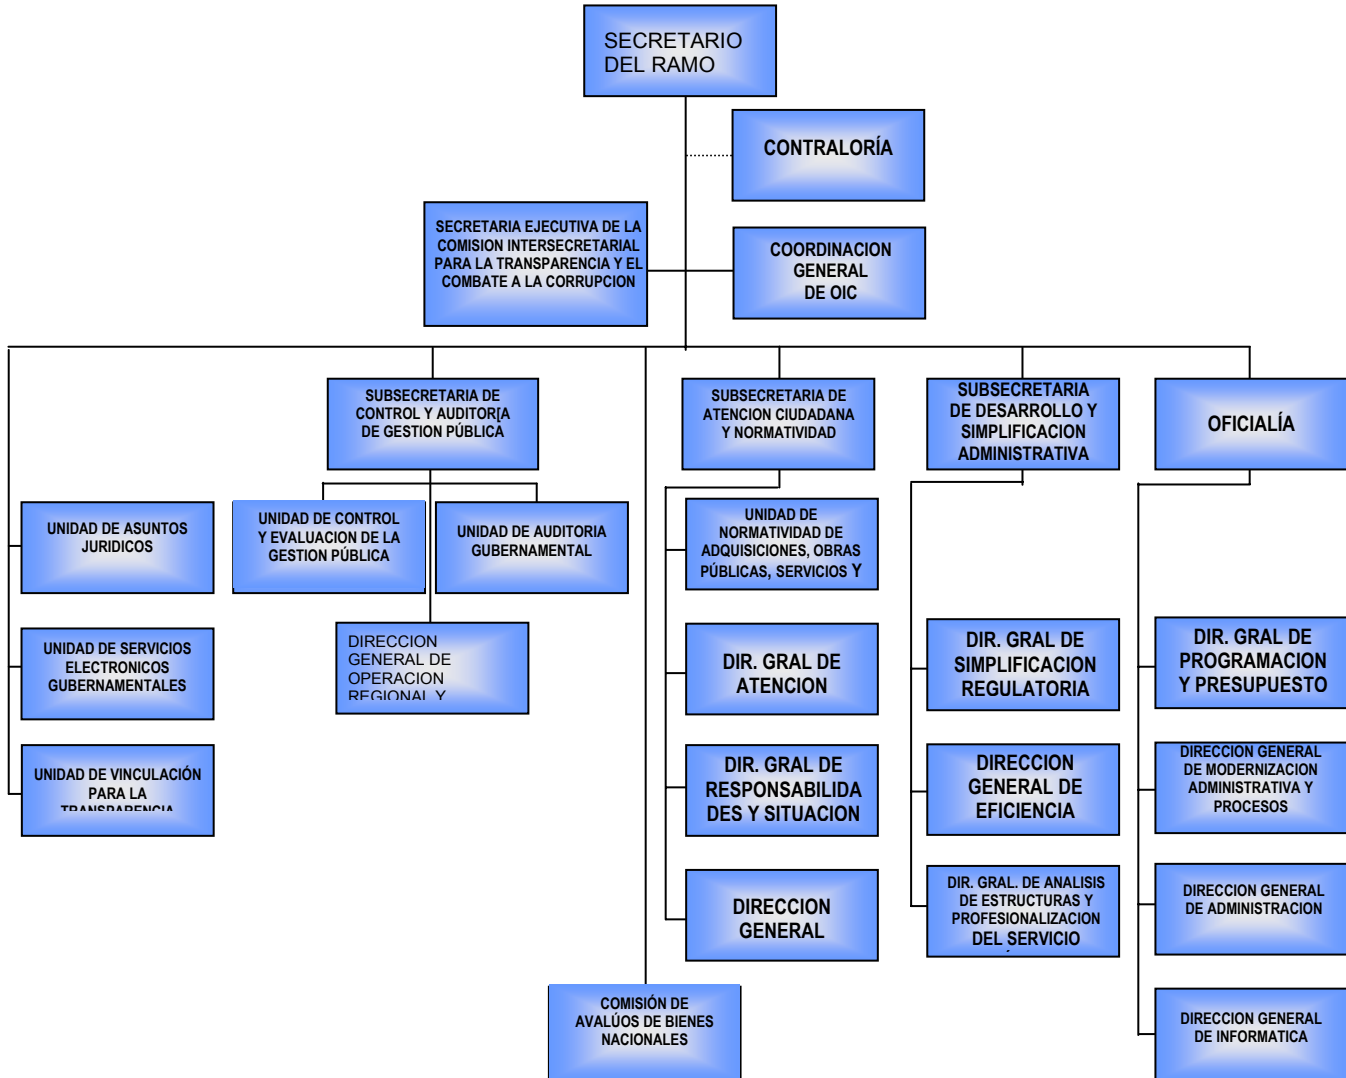 SECRETARIO
DEL RAMO
CONTRALORÍA
SECRETARIA EJECUTIVA DE LA
COMISION INTERSECRETARIAL
PARA LA TRANSPARENCIA Y EL
COMBATE A LA CORRUPCION
COORDINACION
GENERAL
DE OIC
SUBSECRETARIA DE
CONTROL Y AUDITOR[A
DE GESTION PÚBLICA
SUBSECRETARIA DE
ATENCION CIUDADANA
Y NORMATIVIDAD
SUBSECRETARIA
DE DESARROLLO Y
SIMPLIFICACION
ADMINISTRATIVA
OFICIALÍA
UNIDAD DE ASUNTOS
JURIDICOS
UNIDAD DE CONTROL
Y EVALUACION DE LA
GESTION PÚBLICA
UNIDAD DE AUDITORIA
GUBERNAMENTAL
UNIDAD DE
NORMATIVIDAD DE
ADQUISICIONES, OBRAS
PÚBLICAS, SERVICIOS Y
UNIDAD DE SERVICIOS
ELECTRONICOS
GUBERNAMENTALES
DIRECCION
GENERAL DE
OPERACION
REGIONAL Y
DIR. GRAL DE
ATENCION
DIR. GRAL DE
SIMPLIFICACION
REGULATORIA
DIR. GRAL DE
PROGRAMACION
Y PRESUPUESTO
UNIDAD DE VINCULACIÓN
PARA LA
TRANSPARENCIA
DIR. GRAL DE
RESPONSABILIDA
DES Y SITUACION
DIRECCION
GENERAL DE
EFICIENCIA
DIRECCION GENERAL
DE MODERNIZACION
ADMINISTRATIVA Y
PROCESOS
DIRECCION
GENERAL
DIR. GRAL. DE ANALISIS
DE ESTRUCTURAS Y
PROFESIONALIZACION
DEL SERVICIO
DIRECCION GENERAL
DE ADMINISTRACION
COMISIÓN DE
AVALÚOS DE BIENES
NACIONALES
DIRECCION GENERAL
DE INFORMATICA